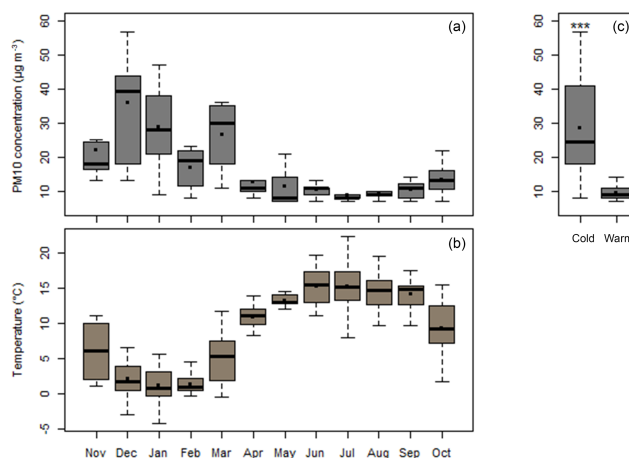 (a)
PM10 concentration (µg m⁻³)
60
50
40
30
20
10
(b)
Temperature (°C)
20
15
10
5
0
-5
Nov Dec Jan Feb Mar Apr May Jun Jul Aug Sep Oct
(c)
***
60
50
40
30
20
10
Cold Warm